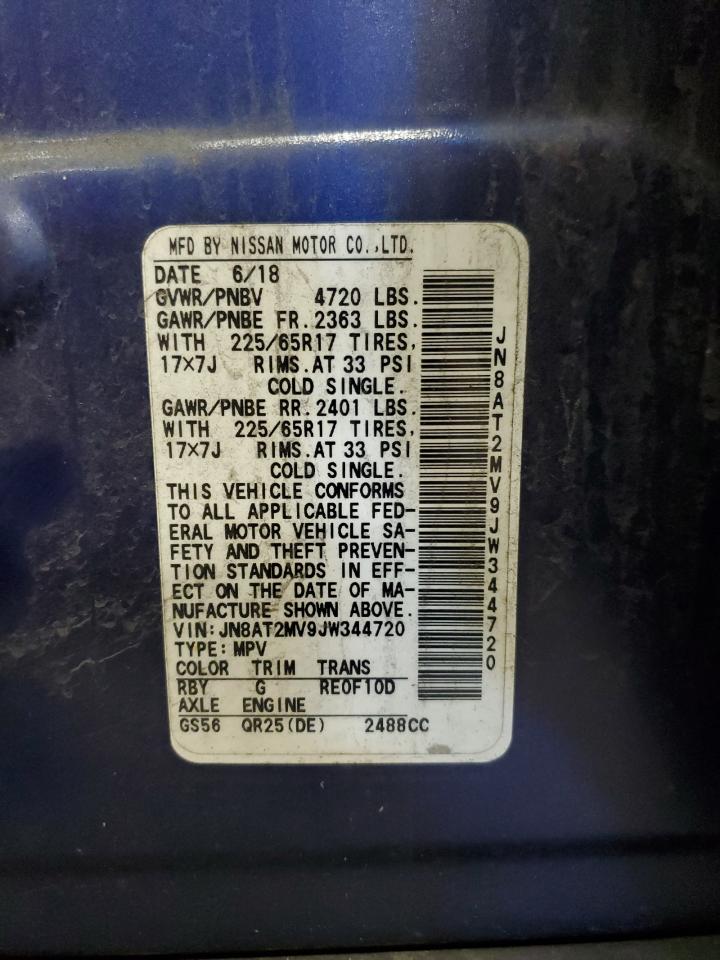 MFD BY NISSAN MOTOR CO.,LTD.
DATE 6/18
GVWR/PNBV 4720 LBS.
GAWR/PNBE FR.2363 LBS.
WITH 225/65R17 TIRES,
17×7J RIMS.AT 33 PSI
COLD SINGLE.
GAWR/PNBE RR.2401 LBS.
WITH 225/65R17 TIRES,
17×7J RIMS.AT 33 PSI
COLD SINGLE.
THIS VEHICLE CONFORMS
TO ALL APPLICABLE FED-
ERAL MOTOR VEHICLE SA-
FETY AND THEFT PREVEN-
TION STANDARDS IN EFF-
ECT ON THE DATE OF MA-
NUFACTURE SHOWN ABOVE.
VIN:JN8AT2MV9JW344720
TYPE:MPV
COLOR TRIM TRANS
RBY G RE0F10D
AXLE ENGINE
GS56 QR25(DE) 2488CC
JN8AT2MV9JW344720